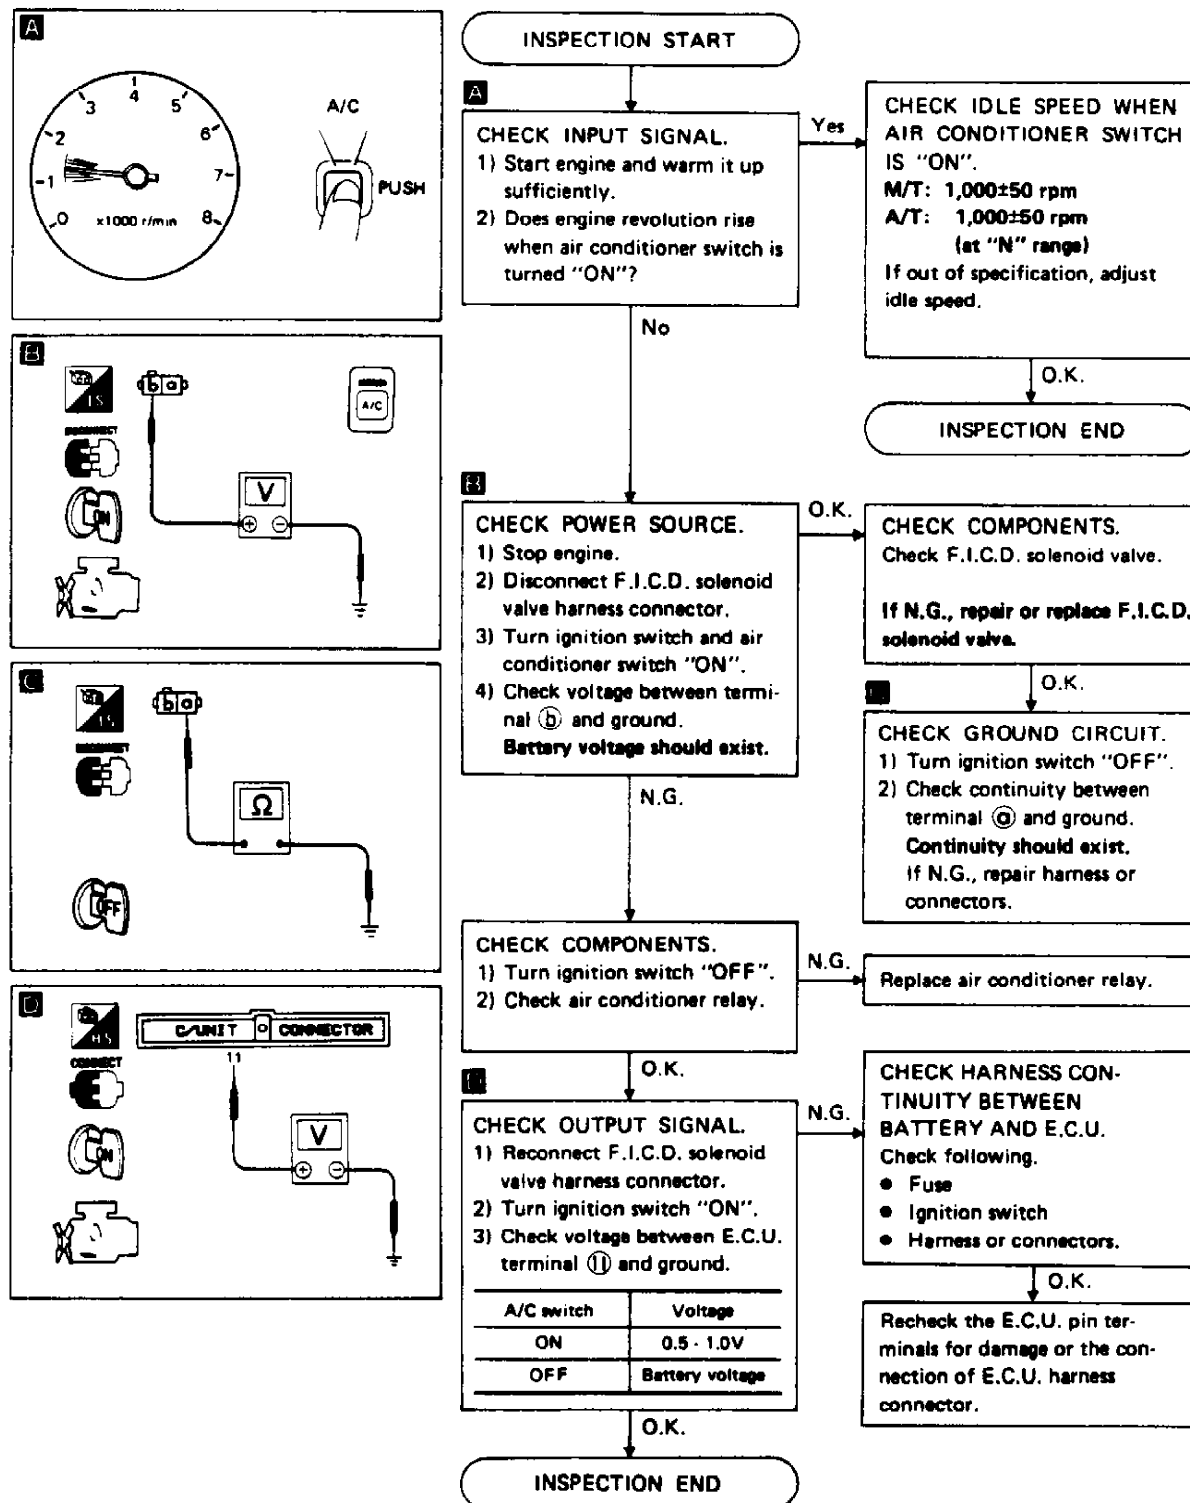 A
4
3
5
2
6
1
7
0
8
x1000 r/min
A/C
PUSH
B
b a
T.S
DISCONNECT
ON
V
+ −
A/C
C
b a
T.S
DISCONNECT
OFF
Ω
D
H.S
CONNECT
ON
C/UNIT CONNECTOR
11
V
+ −
INSPECTION START
A
CHECK INPUT SIGNAL.
1) Start engine and warm it up
sufficiently.
2) Does engine revolution rise
when air conditioner switch is
turned "ON"?
Yes
CHECK IDLE SPEED WHEN
AIR CONDITIONER SWITCH
IS "ON".
M/T: 1,000±50 rpm
A/T: 1,000±50 rpm
(at "N" range)
If out of specification, adjust
idle speed.
O.K.
INSPECTION END
No
B
CHECK POWER SOURCE.
1) Stop engine.
2) Disconnect F.I.C.D. solenoid
valve harness connector.
3) Turn ignition switch and air
conditioner switch "ON".
4) Check voltage between termi-
nal ⓑ and ground.
Battery voltage should exist.
O.K.
CHECK COMPONENTS.
Check F.I.C.D. solenoid valve.
If N.G., repair or replace F.I.C.D.
solenoid valve.
O.K.
CHECK GROUND CIRCUIT.
1) Turn ignition switch "OFF".
2) Check continuity between
terminal ⓐ and ground.
Continuity should exist.
If N.G., repair harness or
connectors.
N.G.
CHECK COMPONENTS.
1) Turn ignition switch "OFF".
2) Check air conditioner relay.
N.G.
Replace air conditioner relay.
O.K.
CHECK OUTPUT SIGNAL.
1) Reconnect F.I.C.D. solenoid
valve harness connector.
2) Turn ignition switch "ON".
3) Check voltage between E.C.U.
terminal ⑪ and ground.
A/C switch Voltage
ON 0.5 - 1.0V
OFF Battery voltage
N.G.
CHECK HARNESS CON-
TINUITY BETWEEN
BATTERY AND E.C.U.
Check following.
● Fuse
● Ignition switch
● Harness or connectors.
O.K.
Recheck the E.C.U. pin ter-
minals for damage or the con-
nection of E.C.U. harness
connector.
O.K.
INSPECTION END